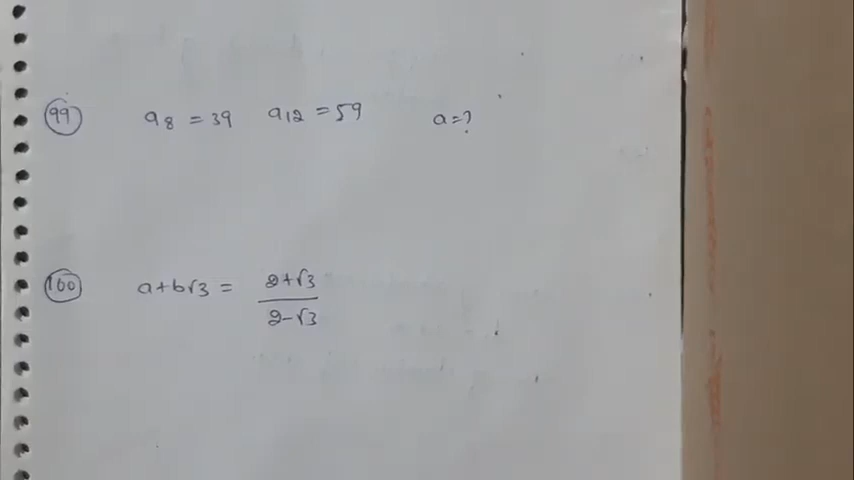 99 a8 = 39 a12 = 59 a=?
100 a+b√3 = 2+√3
2-√3